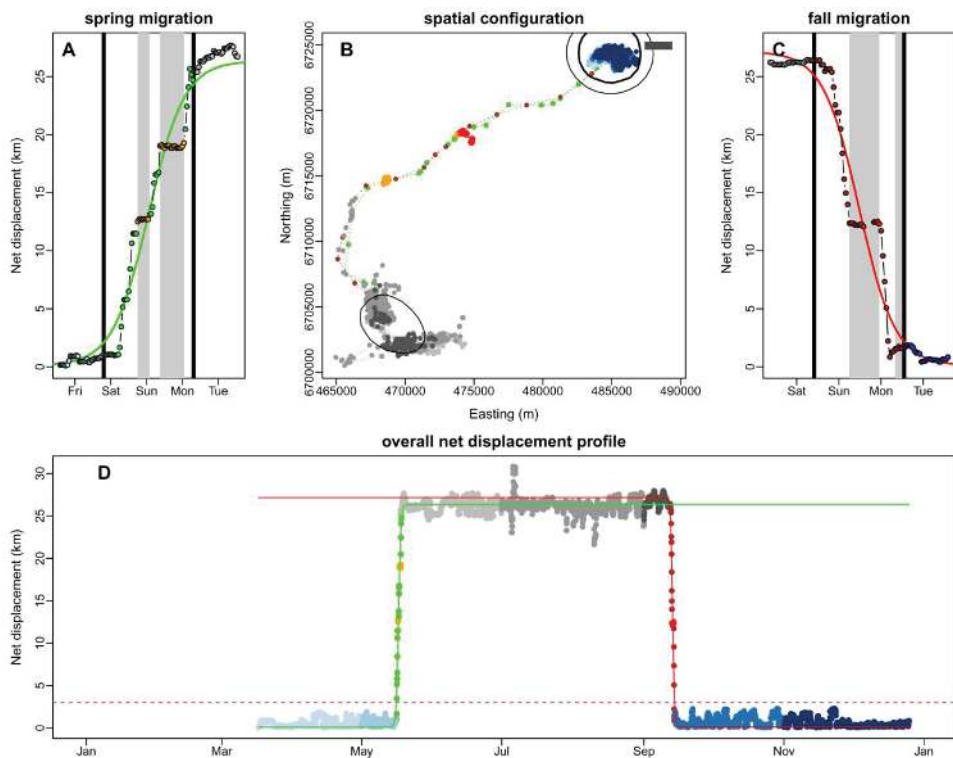 spring migration
spatial configuration
fall migration
A
B
C
Net displacement (km)
0
5
10
15
20
25
Fri
Sat
Sun
Mon
Tue
Northing (m)
6700000
6705000
6710000
6715000
6720000
6725000
465000
470000
475000
480000
485000
490000
Easting (m)
Net displacement (km)
0
5
10
15
20
25
Sat
Sun
Mon
Tue
overall net displacement profile
D
Net displacement (km)
0
5
10
15
20
25
30
Jan
Mar
May
Jul
Sep
Nov
Jan